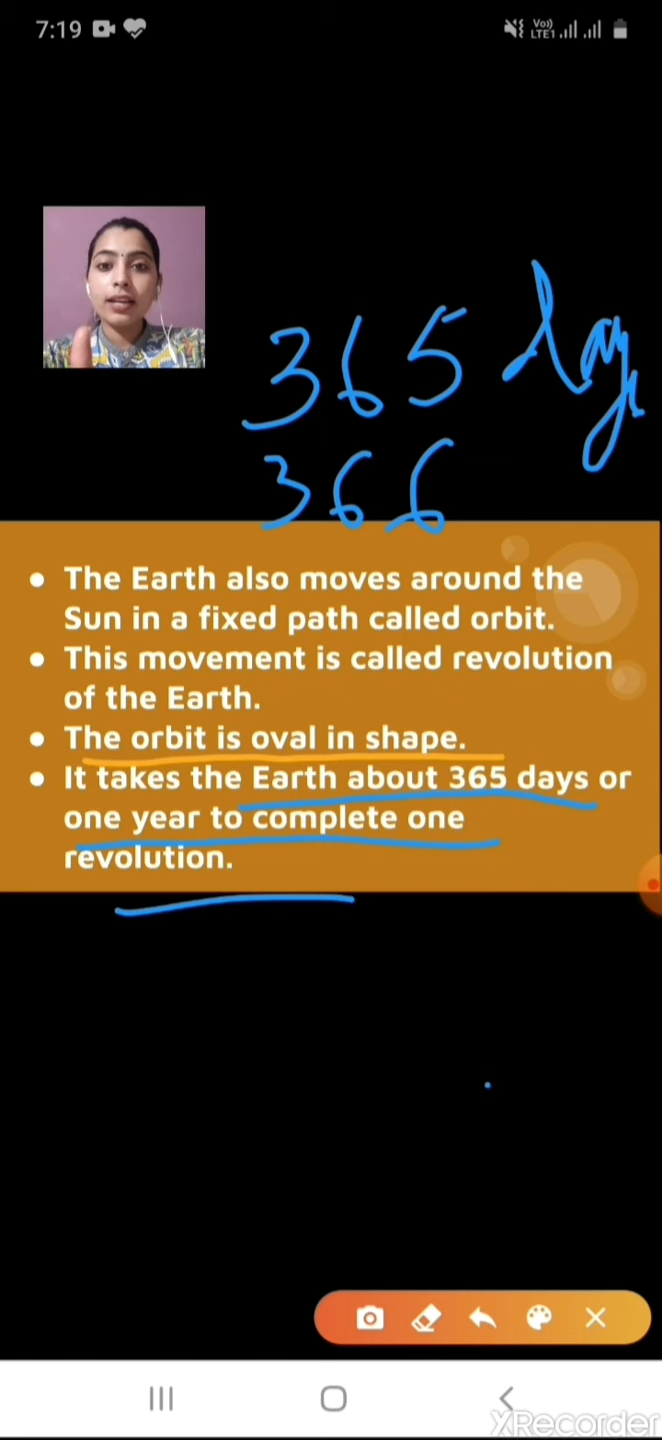 7:19
Vo))
LTE1
365 days
366
• The Earth also moves around the
Sun in a fixed path called orbit.
• This movement is called revolution
of the Earth.
• The orbit is oval in shape.
• It takes the Earth about 365 days or
one year to complete one
revolution.
XRecorder